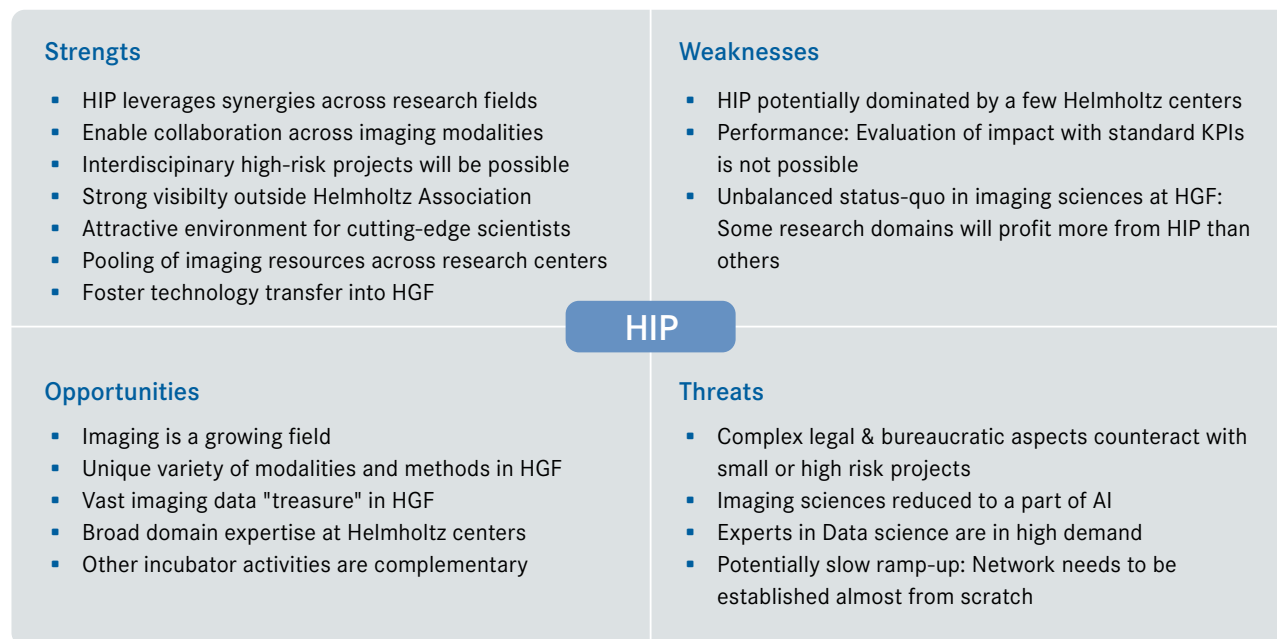 Strengts
▪ HIP leverages synergies across research fields
▪ Enable collaboration across imaging modalities
▪ Interdiscipinary high-risk projects will be possible
▪ Strong visibilty outside Helmholtz Association
▪ Attractive environment for cutting-edge scientists
▪ Pooling of imaging resources across research centers
▪ Foster technology transfer into HGF
Weaknesses
▪ HIP potentially dominated by a few Helmholtz centers
▪ Performance: Evaluation of impact with standard KPIs
is not possible
▪ Unbalanced status-quo in imaging sciences at HGF:
Some research domains will profit more from HIP than
others
HIP
Opportunities
▪ Imaging is a growing field
▪ Unique variety of modalities and methods in HGF
▪ Vast imaging data "treasure" in HGF
▪ Broad domain expertise at Helmholtz centers
▪ Other incubator activities are complementary
Threats
▪ Complex legal & bureaucratic aspects counteract with
small or high risk projects
▪ Imaging sciences reduced to a part of AI
▪ Experts in Data science are in high demand
▪ Potentially slow ramp-up: Network needs to be
established almost from scratch